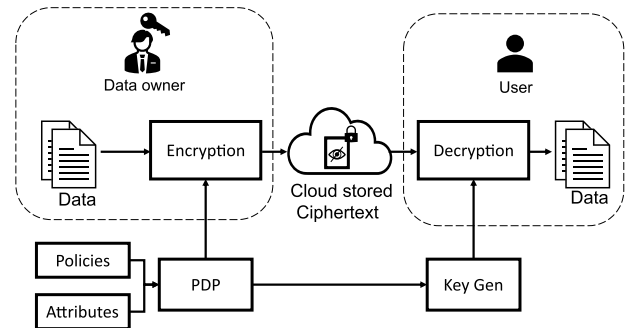 Data owner
User
Encryption
Decryption
Data
Cloud stored
Ciphertext
Data
Policies
PDP
Key Gen
Attributes